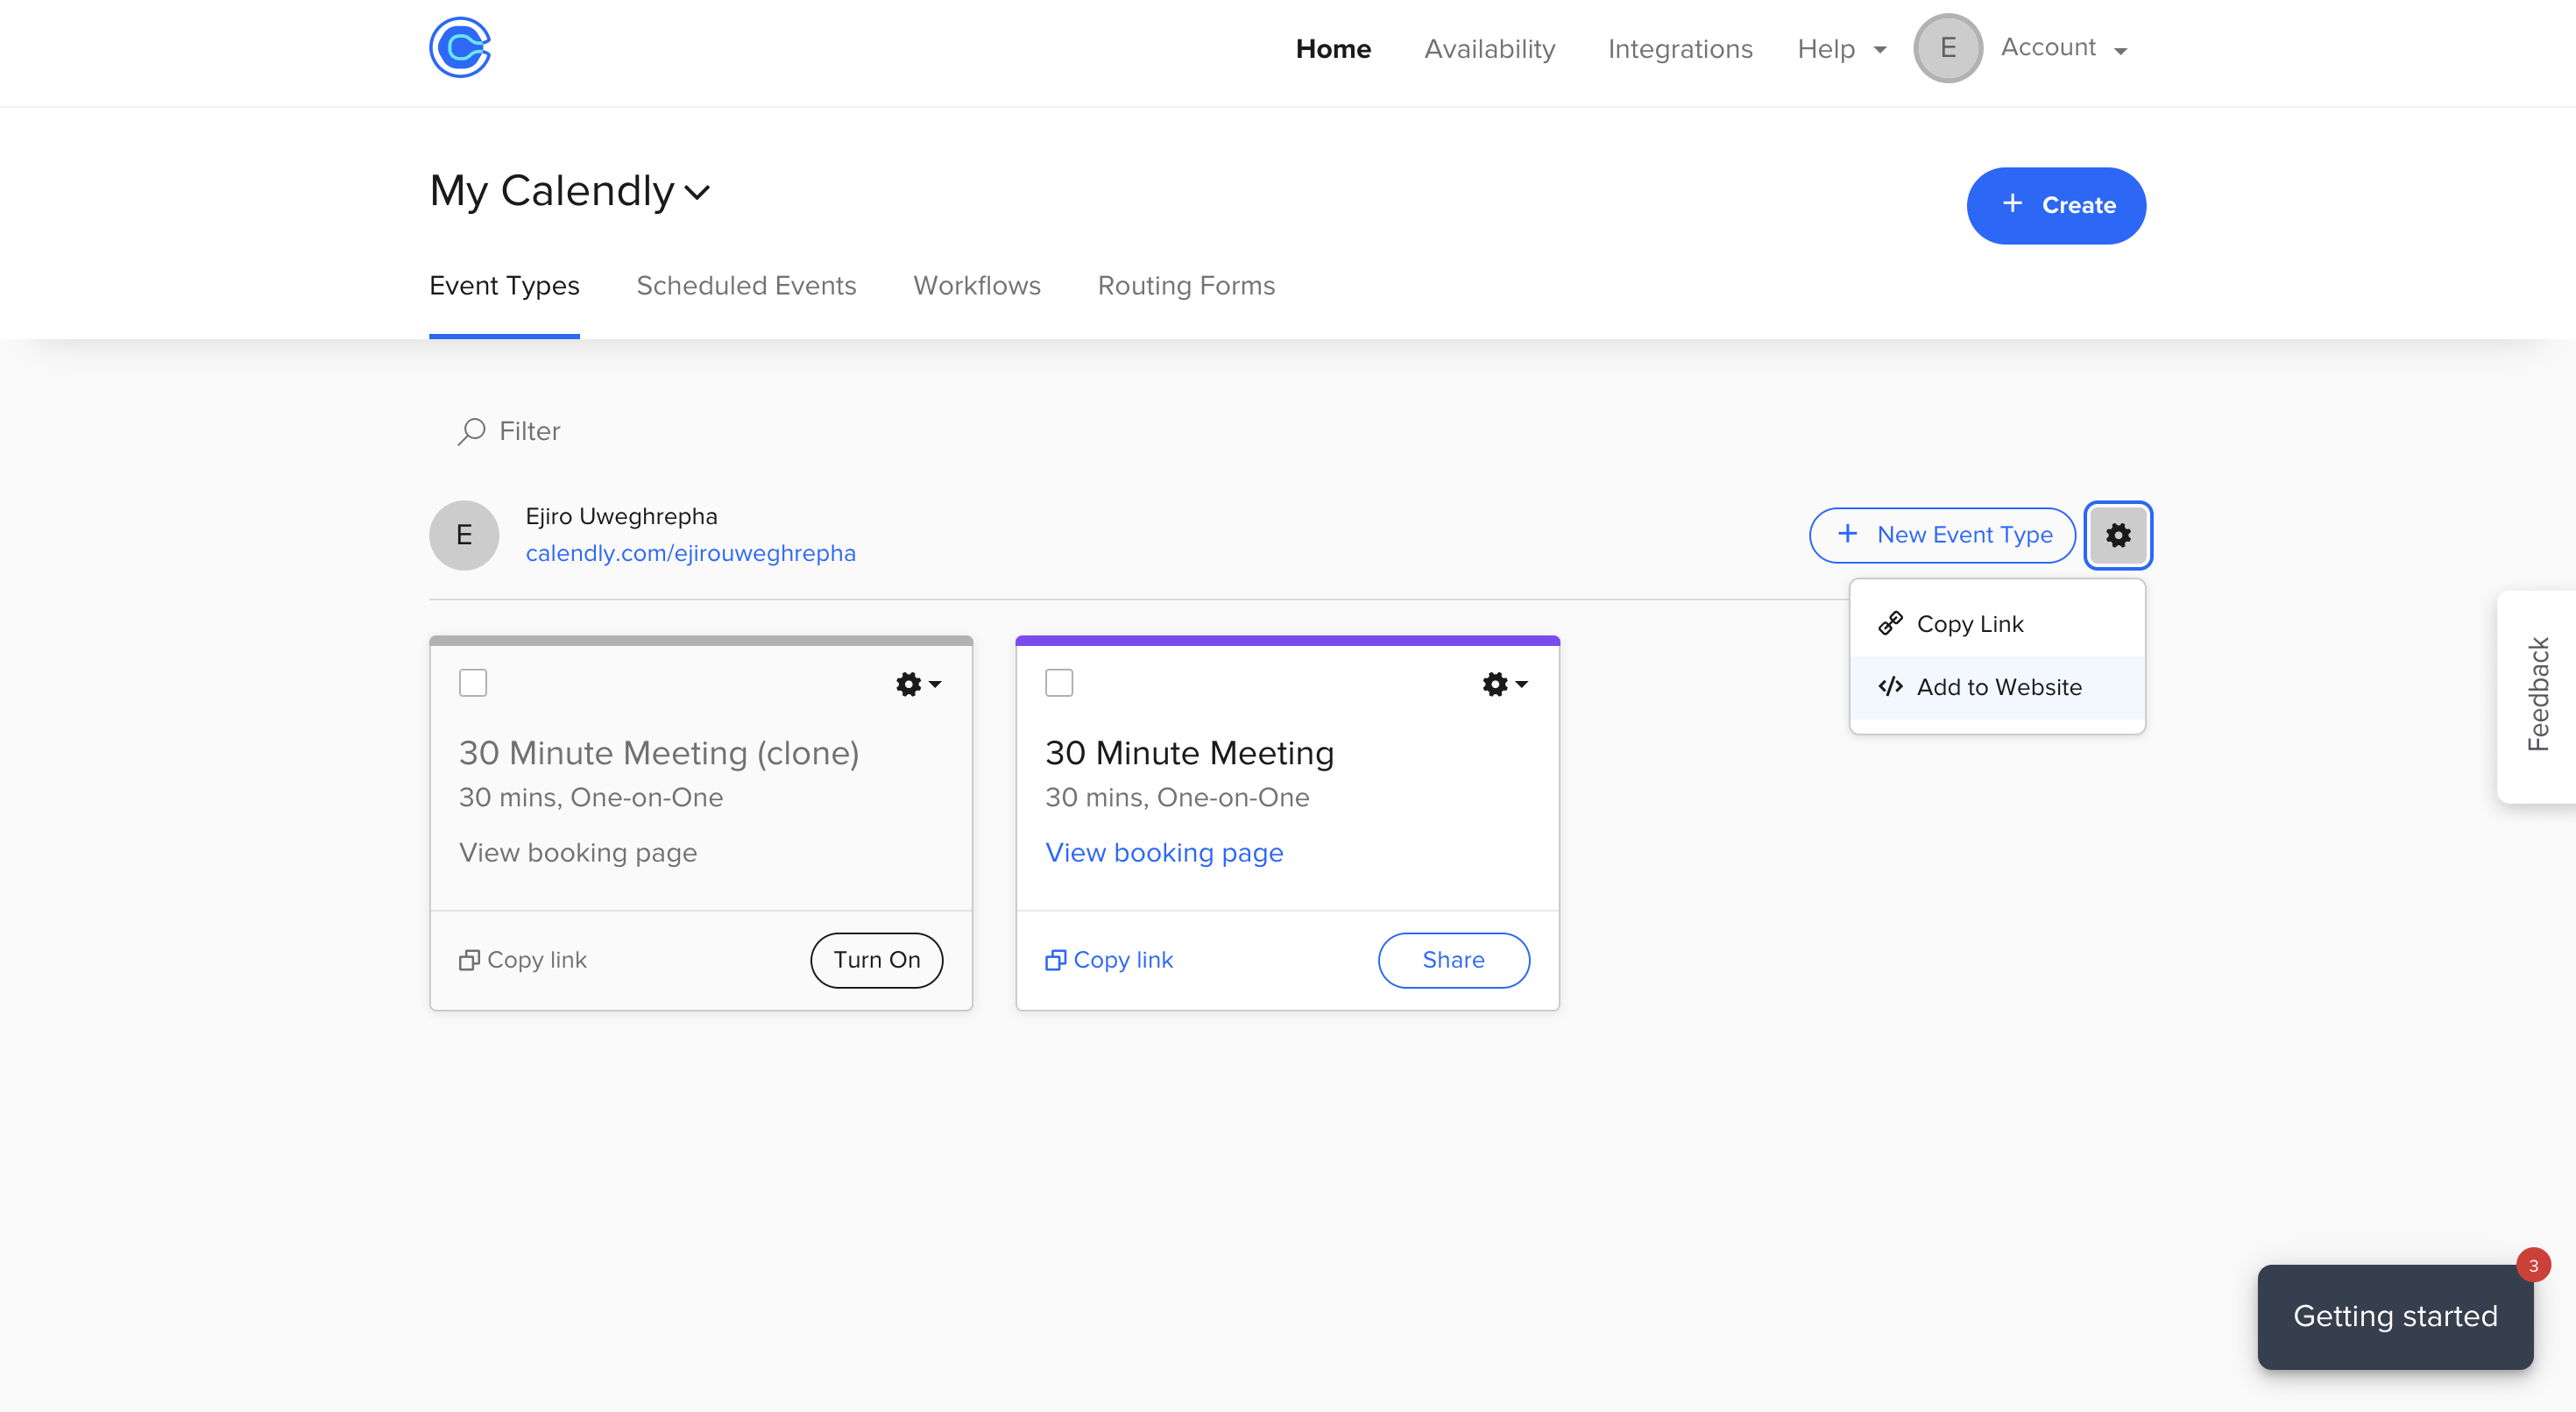 Home Availability Integrations Help E Account
My Calendly
+ Create
Event Types Scheduled Events Workflows Routing Forms
Filter
E
Ejiro Uweghrepha
calendly.com/ejirouweghrepha
+ New Event Type
Copy Link
Add to Website
30 Minute Meeting (clone)
30 mins, One-on-One
View booking page
Copy link
Turn On
30 Minute Meeting
30 mins, One-on-One
View booking page
Copy link
Share
Feedback
3
Getting started